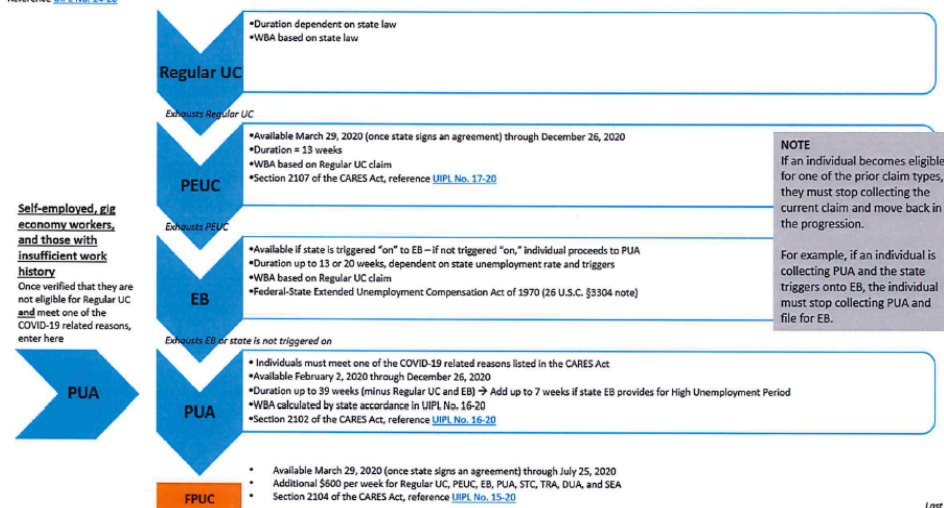 Reference UIPL No. 14-20
•Duration dependent on state law
•WBA based on state law
Regular UC
Exhausts Regular UC
•Available March 29, 2020 (once state signs an agreement) through December 26, 2020
•Duration = 13 weeks
•WBA based on Regular UC claim
•Section 2107 of the CARES Act, reference UIPL No. 17-20
PEUC
Exhausts PEUC
NOTE
If an individual becomes eligible
for one of the prior claim types,
they must stop collecting the
current claim and move back in
the progression.
For example, if an individual is
collecting PUA and the state
triggers onto EB, the individual
must stop collecting PUA and
file for EB.
•Available if state is triggered "on" to EB – if not triggered "on," individual proceeds to PUA
•Duration up to 13 or 20 weeks, dependent on state unemployment rate and triggers
•WBA based on Regular UC claim
•Federal-State Extended Unemployment Compensation Act of 1970 (26 U.S.C. §3304 note)
EB
Exhausts EB or state is not triggered on
Self-employed, gig
economy workers,
and those with
insufficient work
history
Once verified that they are
not eligible for Regular UC
and meet one of the
COVID-19 related reasons,
enter here
PUA
• Individuals must meet one of the COVID-19 related reasons listed in the CARES Act
•Available February 2, 2020 through December 26, 2020
•Duration up to 39 weeks (minus Regular UC and EB) → Add up to 7 weeks if state EB provides for High Unemployment Period
•WBA calculated by state accordance in UIPL No. 16-20
•Section 2102 of the CARES Act, reference UIPL No. 16-20
PUA
• Available March 29, 2020 (once state signs an agreement) through July 25, 2020
• Additional $600 per week for Regular UC, PEUC, EB, PUA, STC, TRA, DUA, and SEA
• Section 2104 of the CARES Act, reference UIPL No. 15-20
FPUC
Last